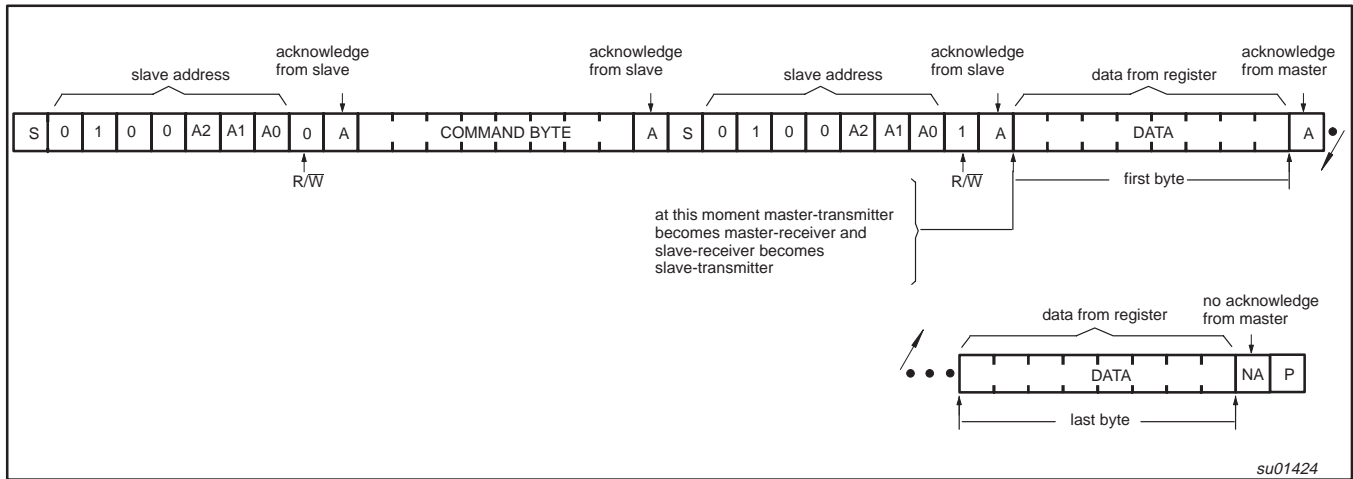 acknowledge
from slave
slave address
acknowledge
from slave
slave address
acknowledge
from slave
data from register
acknowledge
from master
S 0 1 0 0 A2 A1 A0 0 A COMMAND BYTE A S 0 1 0 0 A2 A1 A0 1 A DATA A
R/W̅
R/W̅
first byte
at this moment master-transmitter
becomes master-receiver and
slave-receiver becomes
slave-transmitter
data from register
no acknowledge
from master
DATA NA P
last byte
su01424